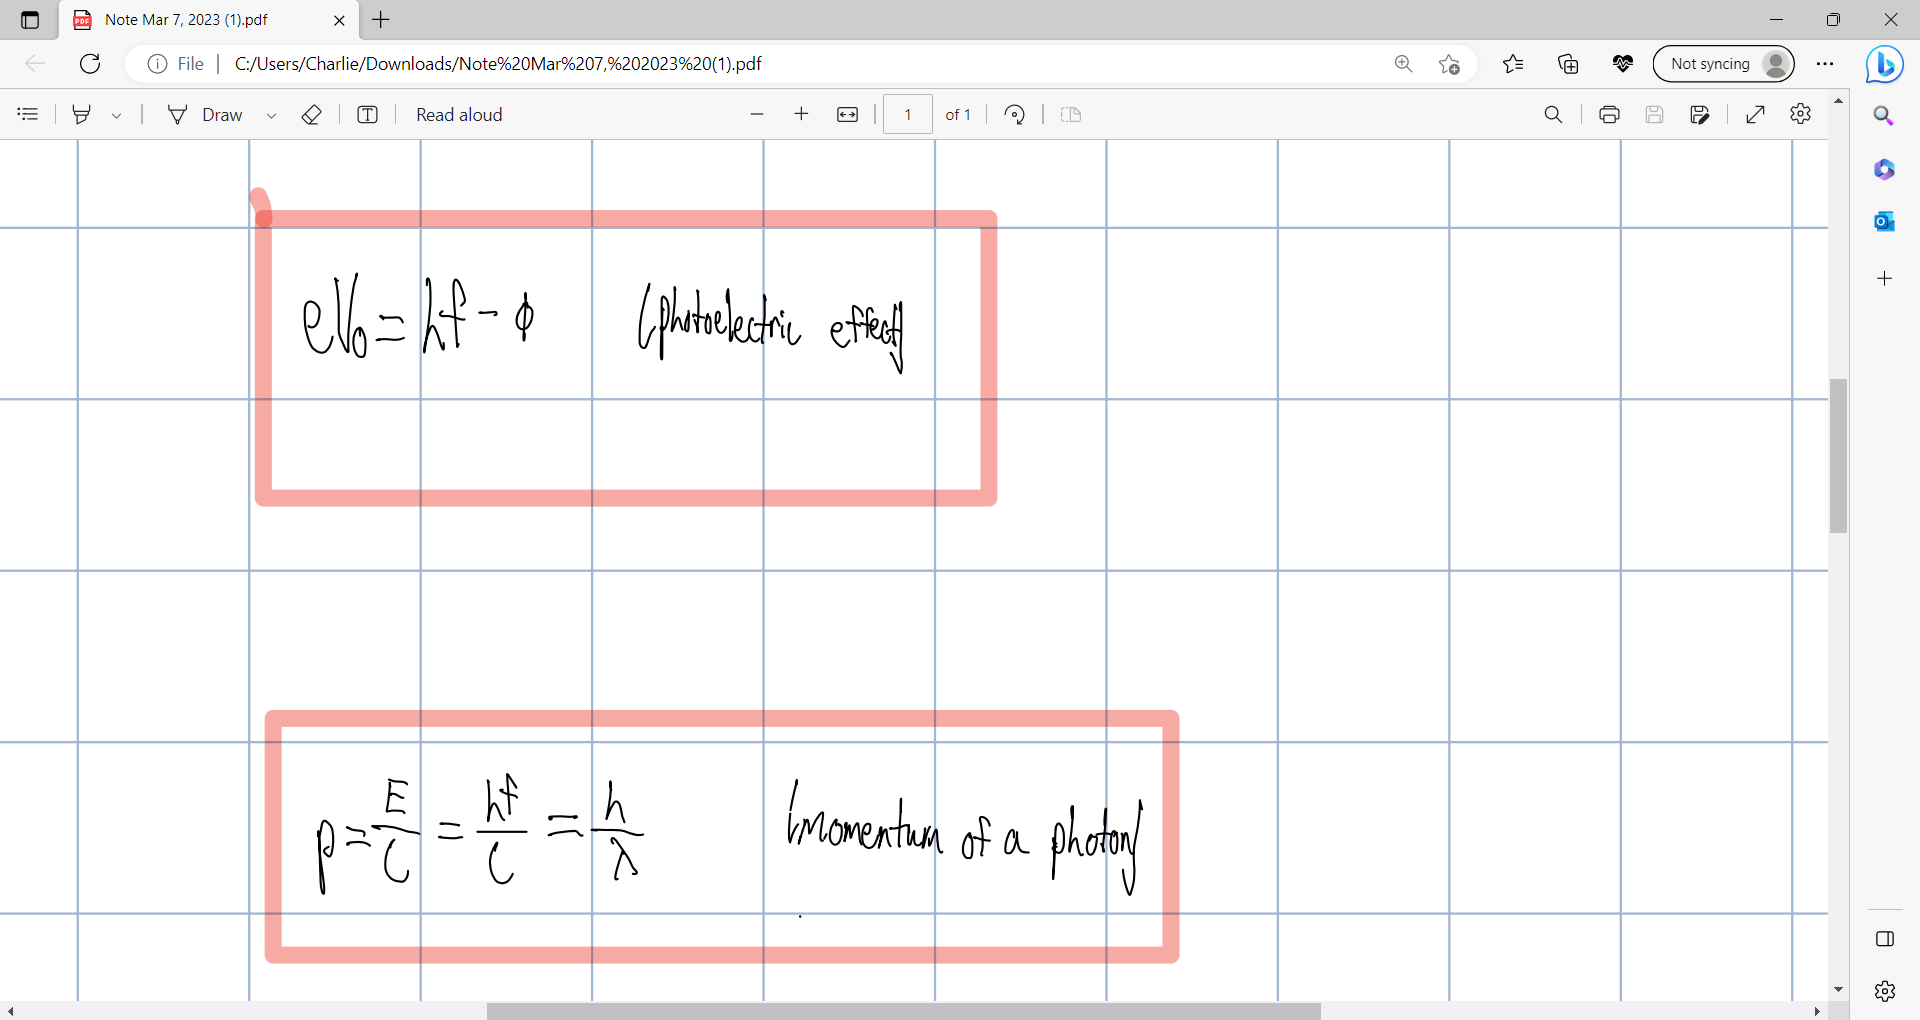 Note Mar 7, 2023 (1).pdf
File C:/Users/Charlie/Downloads/Note%20Mar%207,%202023%20(1).pdf Not syncing
Draw Read aloud 1 of 1
eV₀ = hf - ϕ (photoelectric effect)
p = E/c = hf/c = h/λ (momentum of a photon)